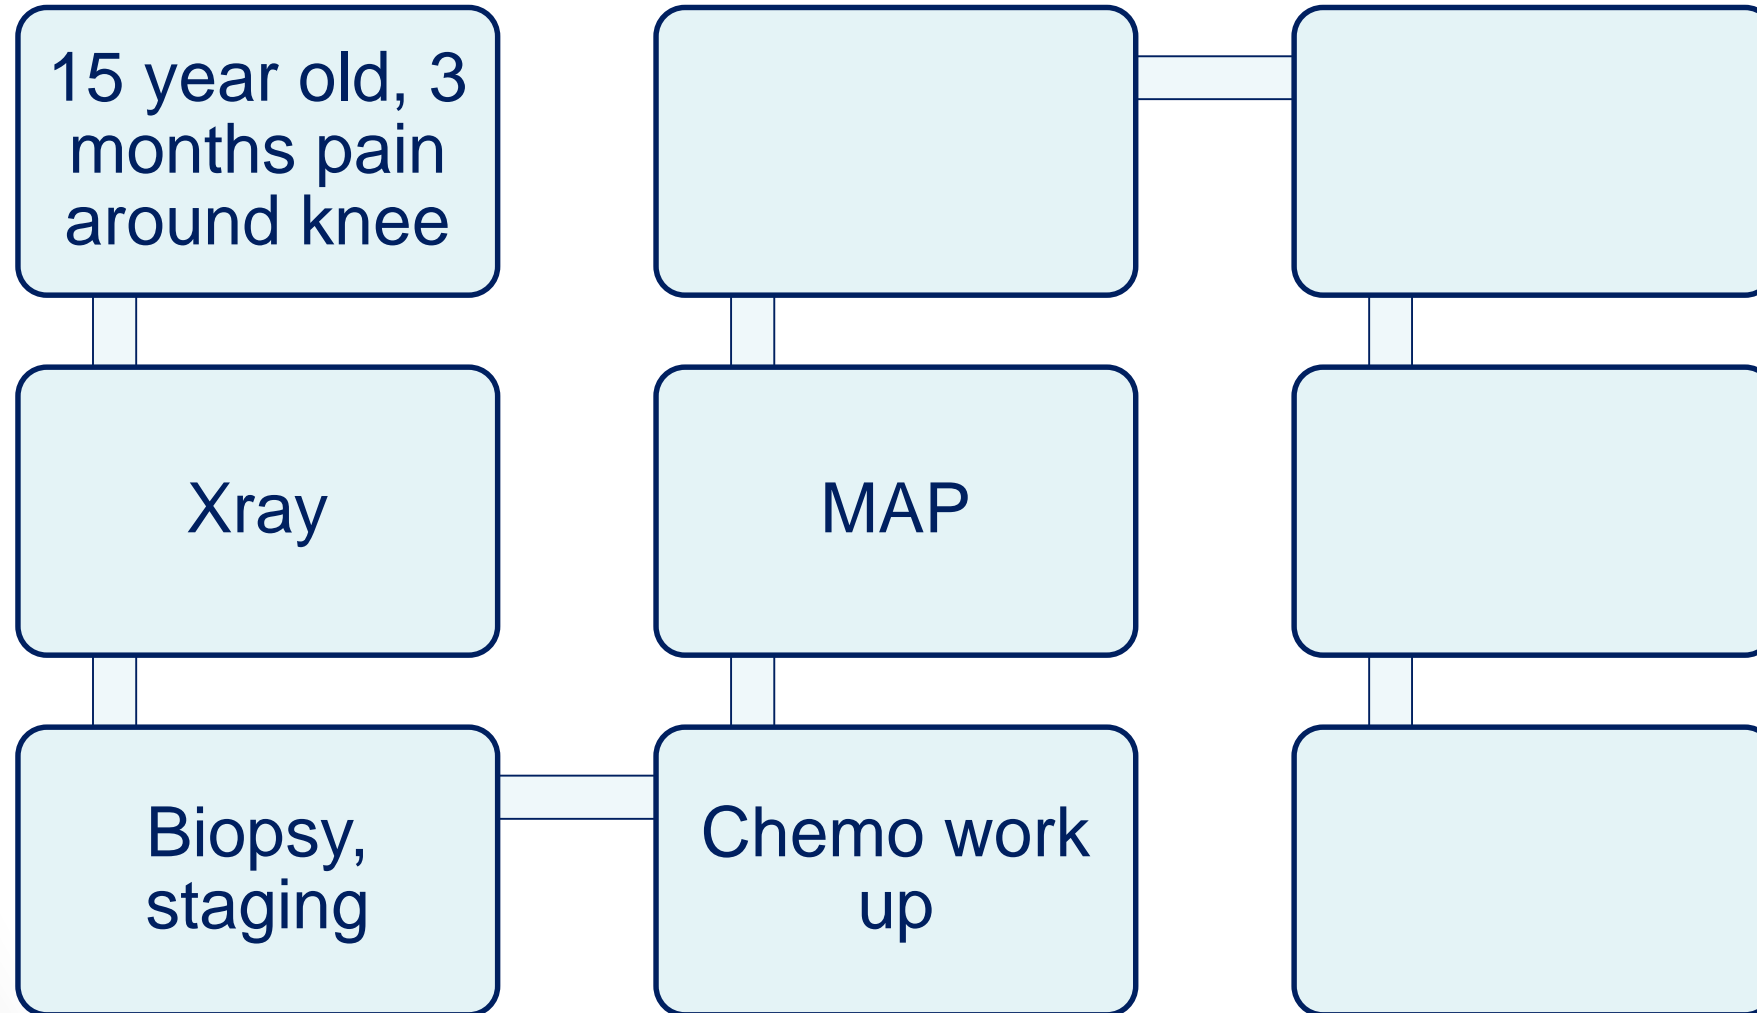 15 year old, 3
months pain
around knee
Xray
Biopsy,
staging
Chemo work
up
MAP